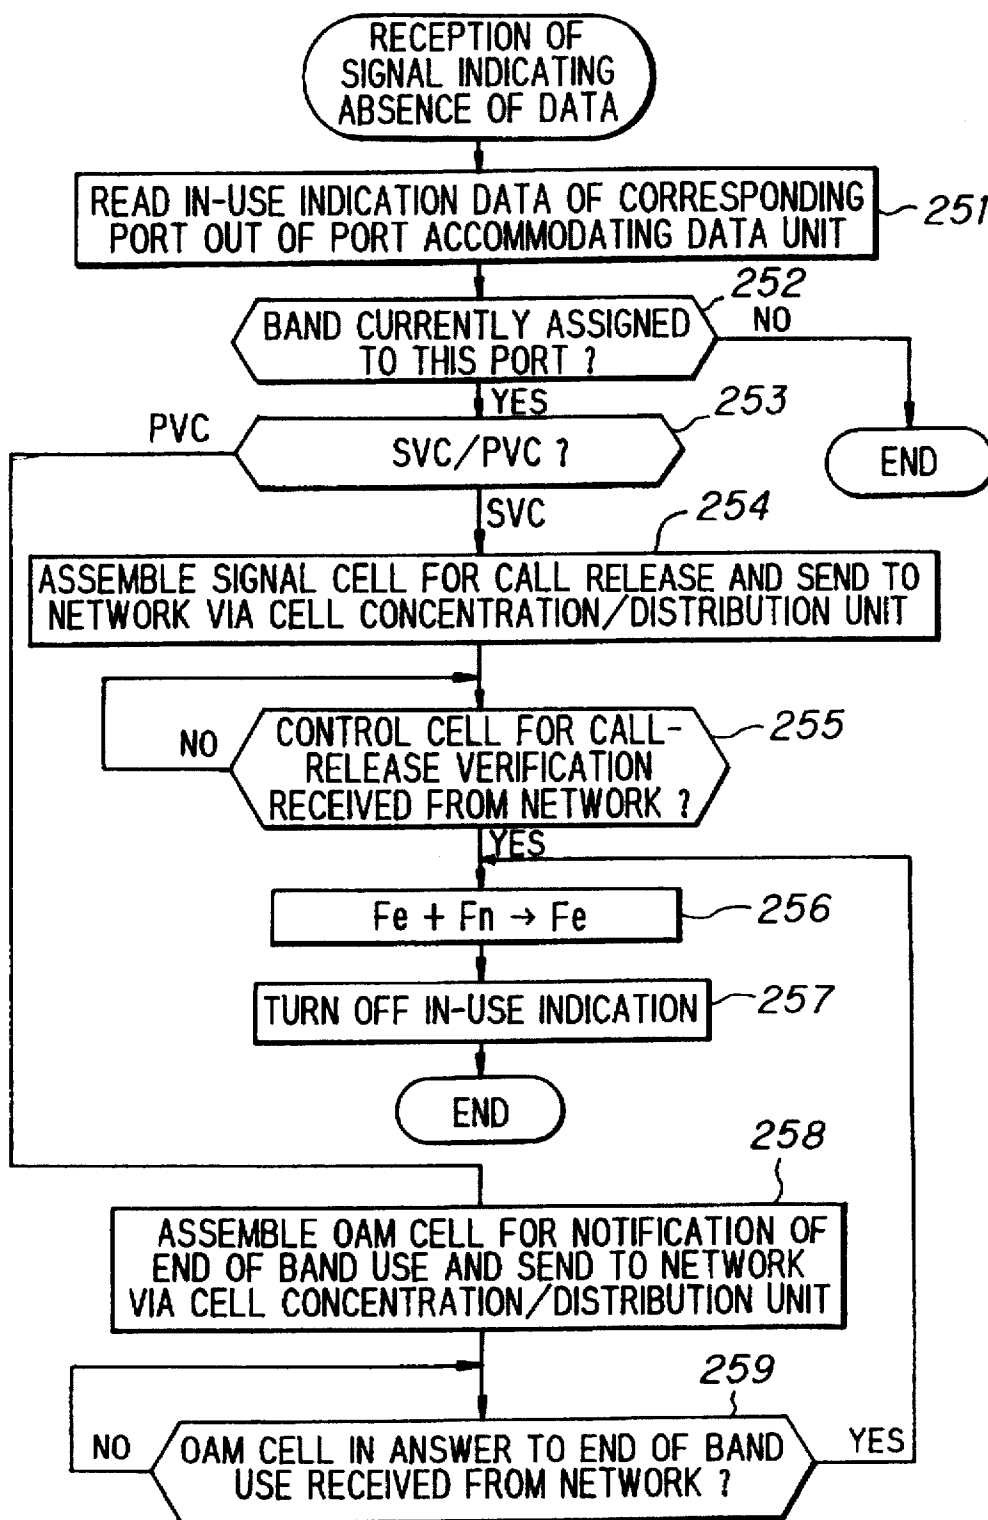 RECEPTION OF
SIGNAL INDICATING
ABSENCE OF DATA
READ IN-USE INDICATION DATA OF CORRESPONDING
PORT OUT OF PORT ACCOMMODATING DATA UNIT
251
252
BAND CURRENTLY ASSIGNED
TO THIS PORT ?
NO
YES
END
253
PVC
SVC/PVC ?
SVC
254
ASSEMBLE SIGNAL CELL FOR CALL RELEASE AND SEND TO
NETWORK VIA CELL CONCENTRATION/DISTRIBUTION UNIT
255
NO
CONTROL CELL FOR CALL-
RELEASE VERIFICATION
RECEIVED FROM NETWORK ?
YES
Fe + Fn → Fe
256
TURN OFF IN-USE INDICATION
257
END
258
ASSEMBLE OAM CELL FOR NOTIFICATION OF
END OF BAND USE AND SEND TO NETWORK
VIA CELL CONCENTRATION/DISTRIBUTION UNIT
259
NO
OAM CELL IN ANSWER TO END OF BAND
USE RECEIVED FROM NETWORK ?
YES